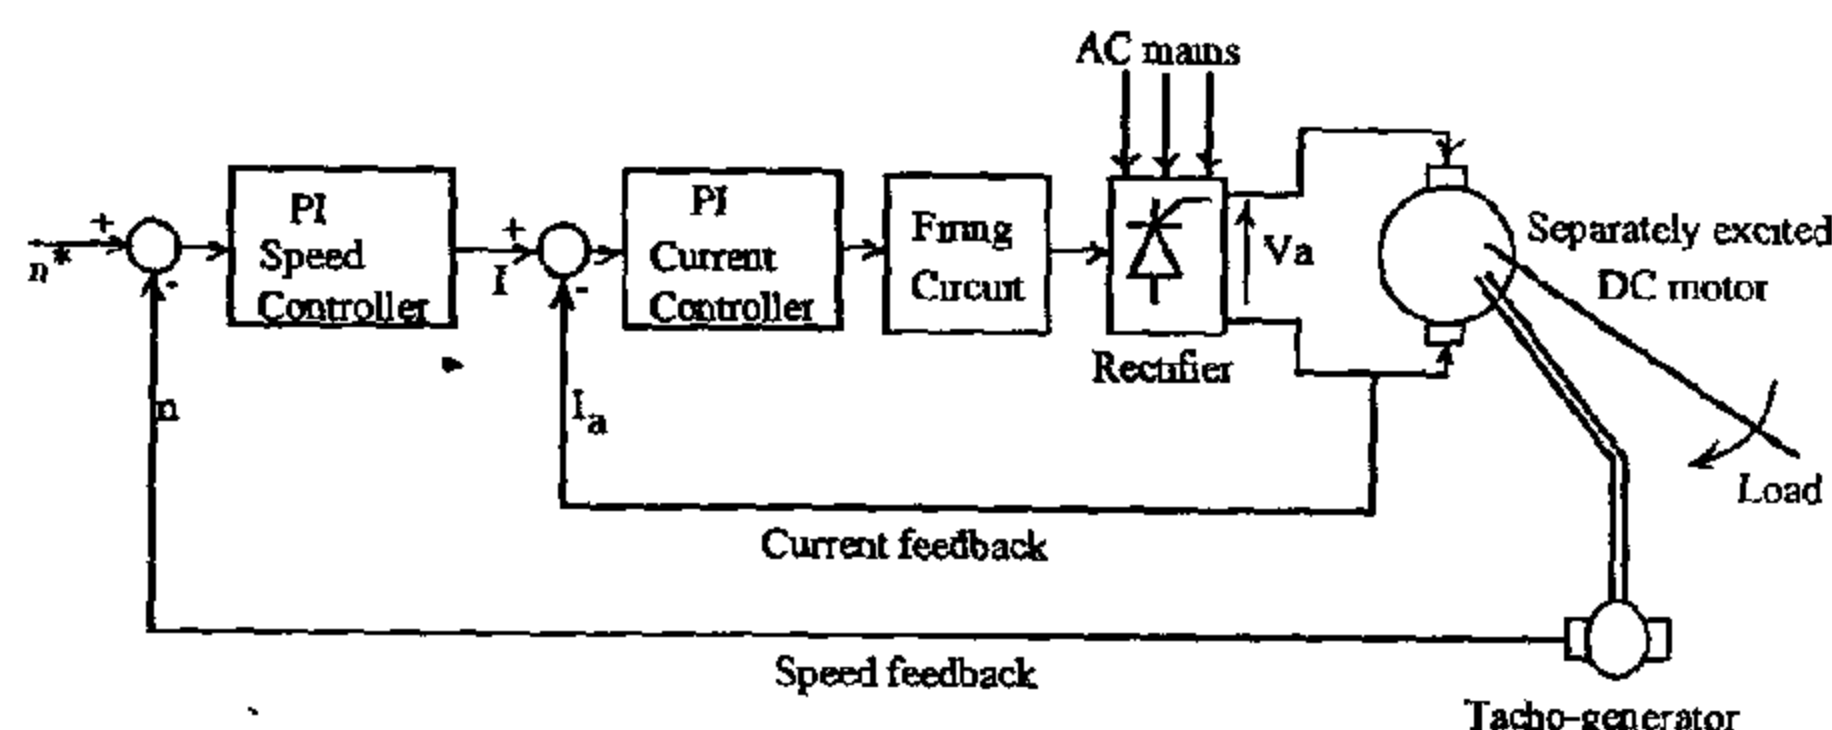 AC mains
+
n*
-
PI
Speed
Controller
+
I
-
PI
Current
Controller
Firing
Circuit
Va
Rectifier
Separately excited
DC motor
Load
n
Ia
Current feedback
Speed feedback
Tacho-generator